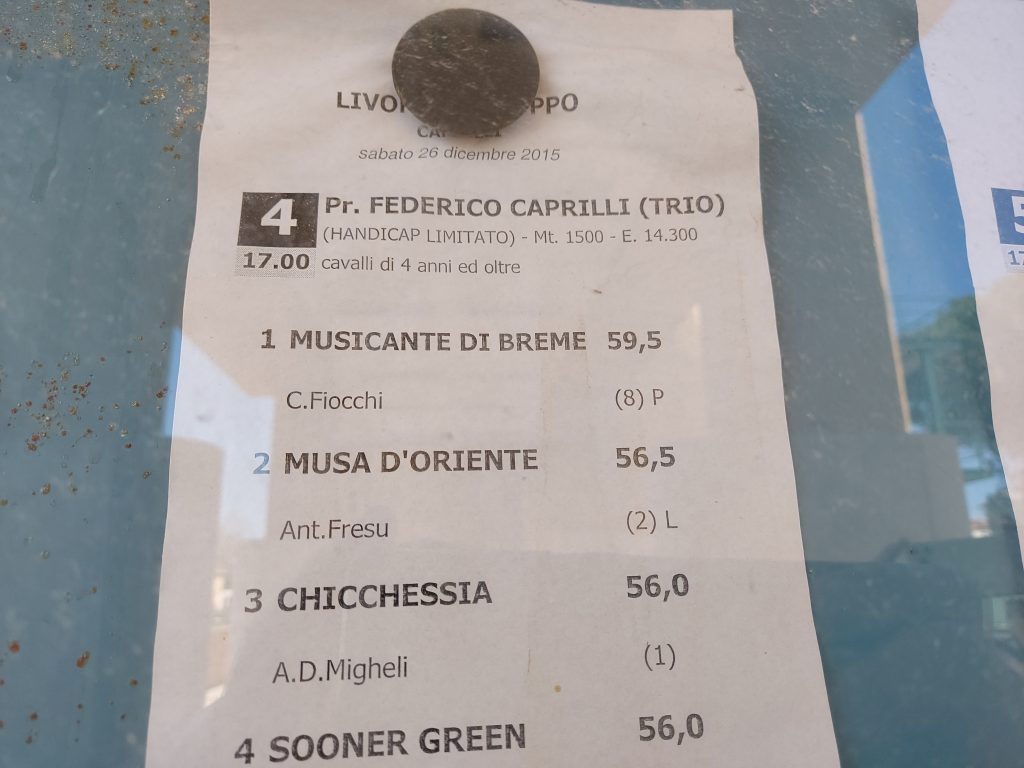 sabato 26 dicembre 2015
4 Pr. FEDERICO CAPRILLI (TRIO)
(HANDICAP LIMITATO) - Mt. 1500 - E. 14.300
17.00 cavalli di 4 anni ed oltre
1 MUSICANTE DI BREME 59,5
C.Fiocchi (8) P
2 MUSA D'ORIENTE 56,5
Ant.Fresu (2) L
3 CHICCHESSIA 56,0
A.D.Migheli (1)
4 SOONER GREEN 56,0